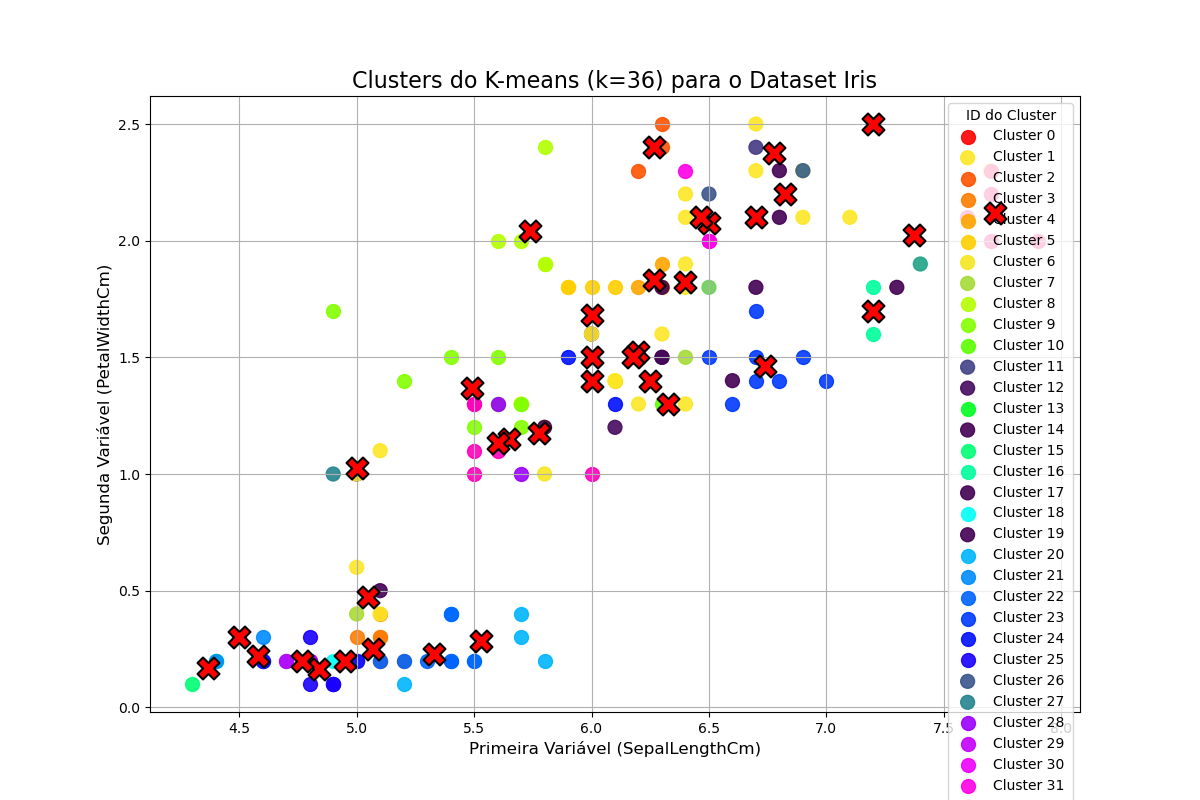 Clusters do K-means (k=36) para o Dataset Iris
ID do Cluster
Cluster 0
Cluster 1
Cluster 2
Cluster 3
Cluster 4
Cluster 5
Cluster 6
Cluster 7
Cluster 8
Cluster 9
Cluster 10
Cluster 11
Cluster 12
Cluster 13
Cluster 14
Cluster 15
Cluster 16
Cluster 17
Cluster 18
Cluster 19
Cluster 20
Cluster 21
Cluster 22
Cluster 23
Cluster 24
Cluster 25
Cluster 26
Cluster 27
Cluster 28
Cluster 29
Cluster 30
Cluster 31
Segunda Variável (PetalWidthCm)
2.5
2.0
1.5
1.0
0.5
0.0
4.5 5.0 5.5 6.0 6.5 7.0 7.5 8.0
Primeira Variável (SepalLengthCm)